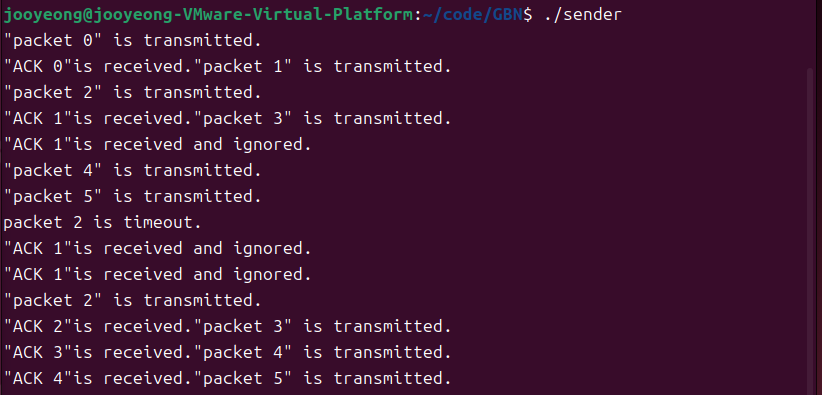 jooyeong@jooyeong-VMware-Virtual-Platform:~/code/GBN$ ./sender
"packet 0" is transmitted.
"ACK 0"is received."packet 1" is transmitted.
"packet 2" is transmitted.
"ACK 1"is received."packet 3" is transmitted.
"ACK 1"is received and ignored.
"packet 4" is transmitted.
"packet 5" is transmitted.
packet 2 is timeout.
"ACK 1"is received and ignored.
"ACK 1"is received and ignored.
"packet 2" is transmitted.
"ACK 2"is received."packet 3" is transmitted.
"ACK 3"is received."packet 4" is transmitted.
"ACK 4"is received."packet 5" is transmitted.